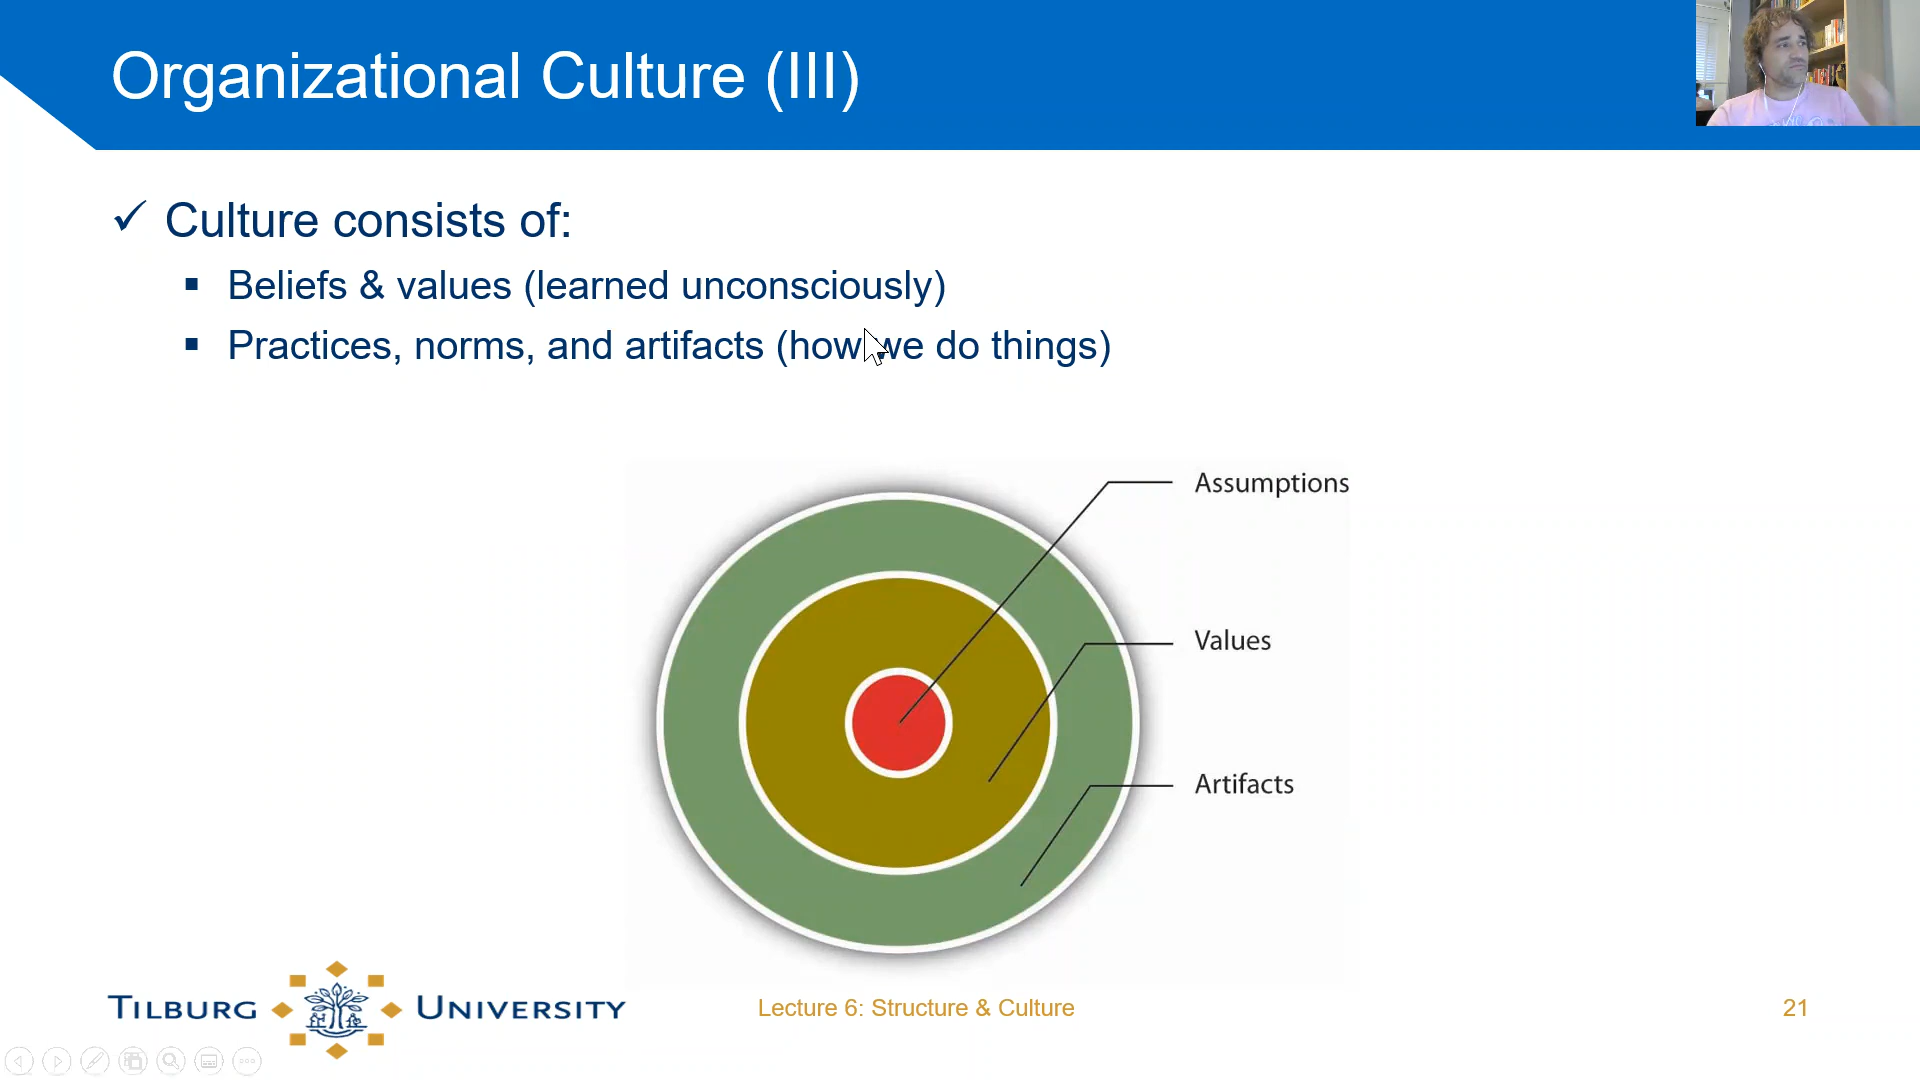 Organizational Culture (III)
✓ Culture consists of:
▪ Beliefs & values (learned unconsciously)
▪ Practices, norms, and artifacts (how we do things)
Assumptions
Values
Artifacts
TILBURG UNIVERSITY
Lecture 6: Structure & Culture
21